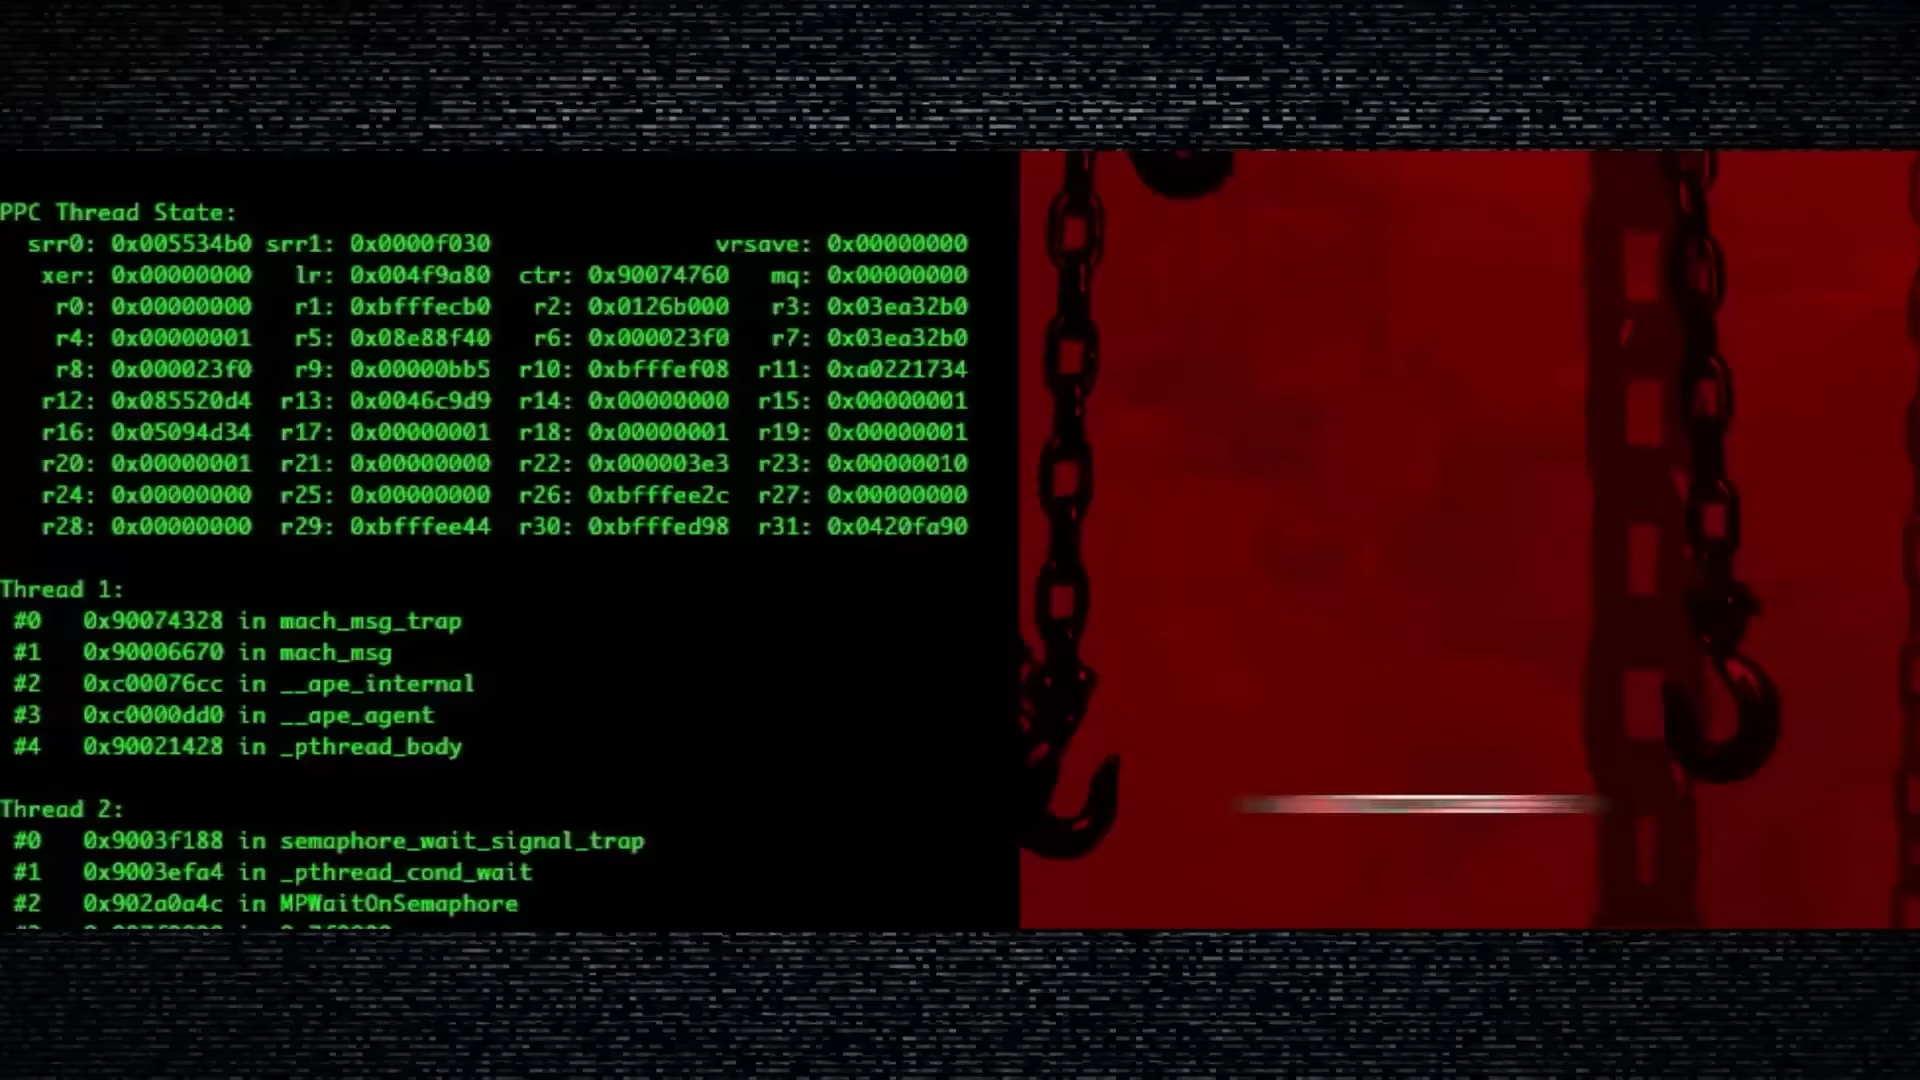 PPC Thread State:
srr0: 0x005534b0 srr1: 0x0000f030 vrsave: 0x00000000
xer: 0x00000000 lr: 0x004f9a80 ctr: 0x90074760 mq: 0x00000000
r0: 0x00000000 r1: 0xbfffecb0 r2: 0x0126b000 r3: 0x03ea32b0
r4: 0x00000001 r5: 0x08e88f40 r6: 0x000023f0 r7: 0x03ea32b0
r8: 0x000023f0 r9: 0x00000bb5 r10: 0xbfffef08 r11: 0xa0221734
r12: 0x085520d4 r13: 0x0046c9d9 r14: 0x00000000 r15: 0x00000001
r16: 0x05094d34 r17: 0x00000001 r18: 0x00000001 r19: 0x00000001
r20: 0x00000001 r21: 0x00000000 r22: 0x000003e3 r23: 0x00000010
r24: 0x00000000 r25: 0x00000000 r26: 0xbfffee2c r27: 0x00000000
r28: 0x00000000 r29: 0xbfffee44 r30: 0xbfffed98 r31: 0x0420fa90
Thread 1:
#0 0x90074328 in mach_msg_trap
#1 0x90006670 in mach_msg
#2 0xc00076cc in __ape_internal
#3 0xc0000dd0 in __ape_agent
#4 0x90021428 in _pthread_body
Thread 2:
#0 0x9003f188 in semaphore_wait_signal_trap
#1 0x9003efa4 in _pthread_cond_wait
#2 0x902a0a4c in MPWaitOnSemaphore